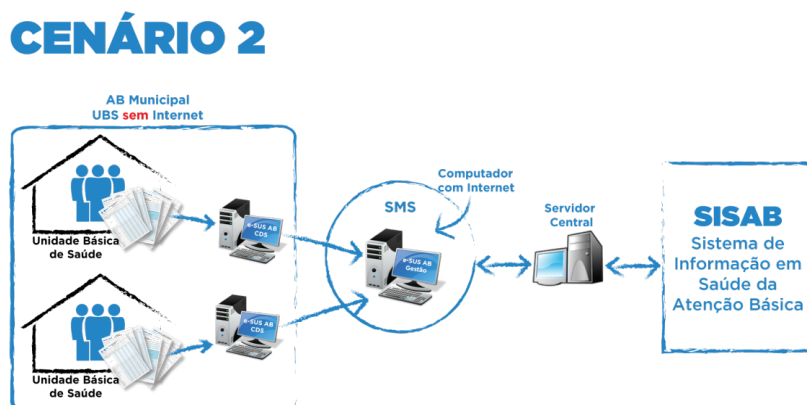 CENÁRIO 2
AB Municipal
UBS sem Internet
Unidade Básica
de Saúde
e-SUS AB
CDS
Unidade Básica
de Saúde
e-SUS AB
CDS
Computador
com Internet
SMS
e-SUS AB
Gestão
Servidor
Central
SISAB
Sistema de
Informação em
Saúde da
Atenção Básica